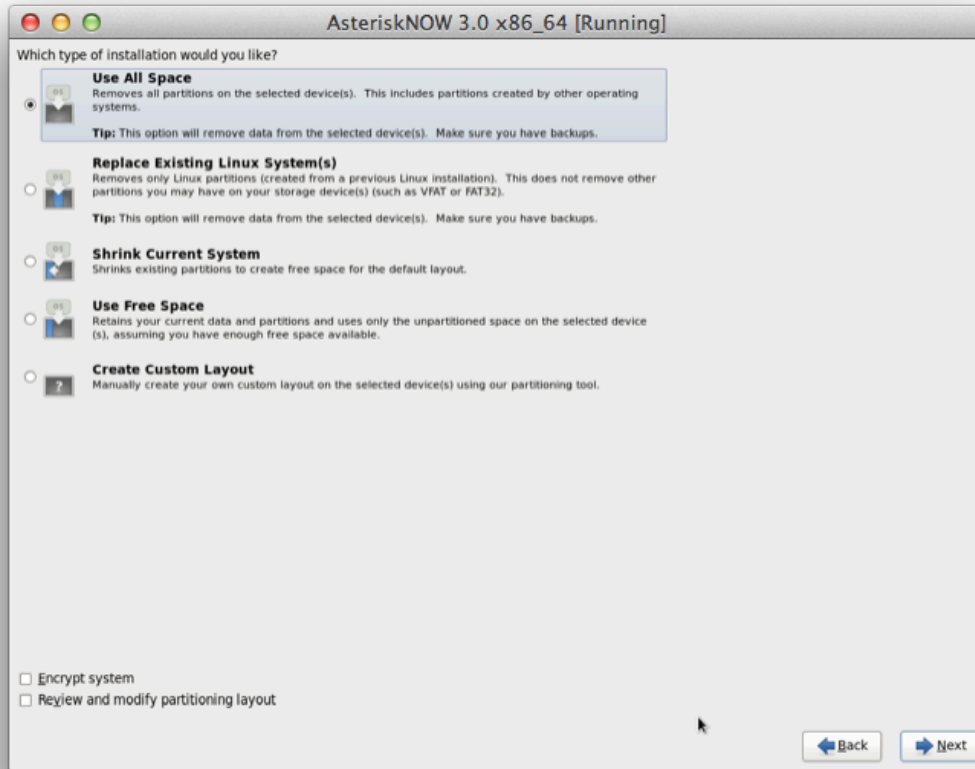 AsteriskNOW 3.0 x86_64 [Running]
Which type of installation would you like?
Use All Space
Removes all partitions on the selected device(s). This includes partitions created by other operating
systems.
Tip: This option will remove data from the selected device(s). Make sure you have backups.
Replace Existing Linux System(s)
Removes only Linux partitions (created from a previous Linux installation). This does not remove other
partitions you may have on your storage device(s) (such as VFAT or FAT32).
Tip: This option will remove data from the selected device(s). Make sure you have backups.
Shrink Current System
Shrinks existing partitions to create free space for the default layout.
Use Free Space
Retains your current data and partitions and uses only the unpartitioned space on the selected device
(s), assuming you have enough free space available.
Create Custom Layout
?
Manually create your own custom layout on the selected device(s) using our partitioning tool.
Encrypt system
Review and modify partitioning layout
Back
Next